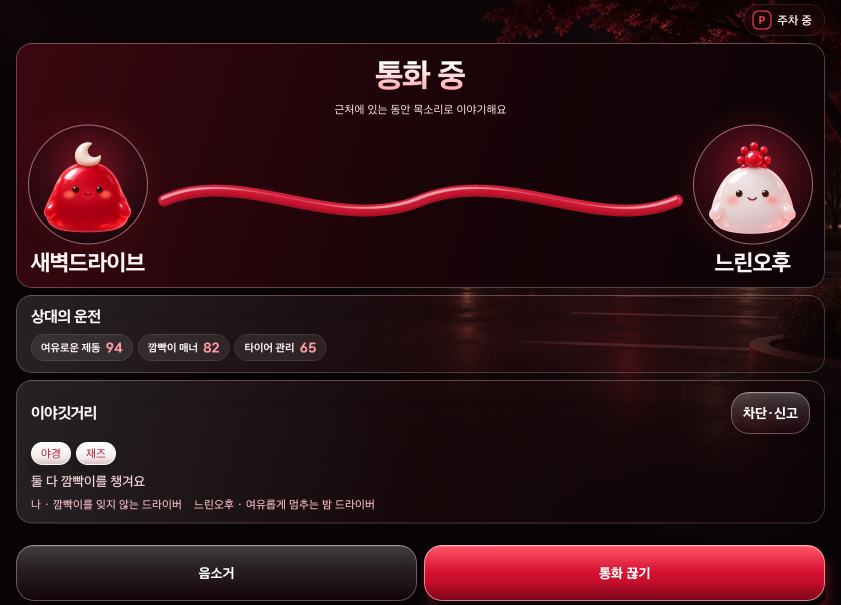 P 주차 중
통화 중
근처에 있는 동안 목소리로 이야기해요
새벽드라이브
느린오후
상대의 운전
여유로운 제동 94 깜빡이 매너 82 타이어 관리 65
이야깃거리
차단·신고
야경 재즈
둘 다 깜빡이를 챙겨요
나 · 깜빡이를 잊지 않는 드라이버 느린오후 · 여유롭게 멈추는 밤 드라이버
음소거
통화 끊기